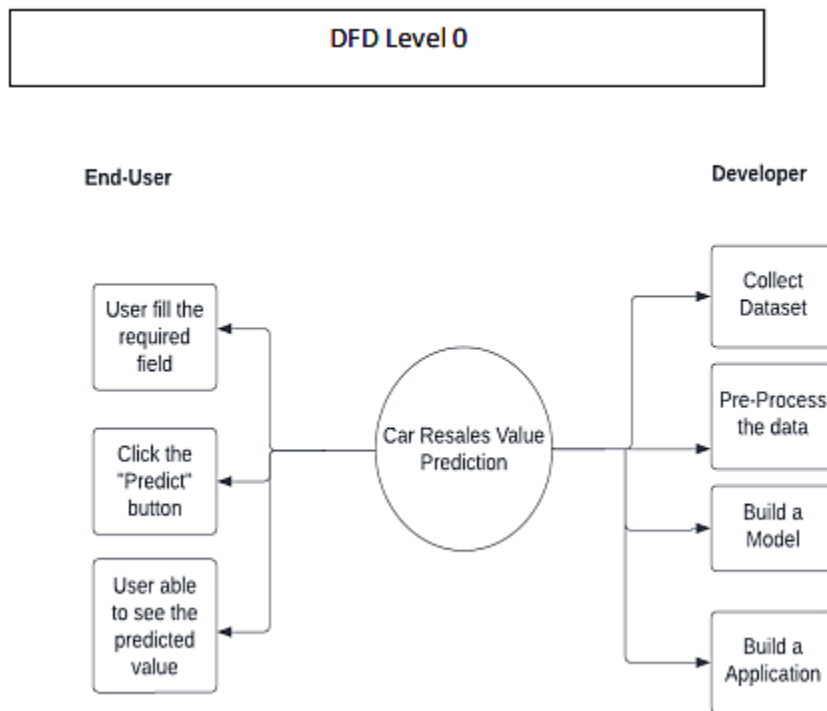 DFD Level 0
End-User
Developer
User fill the
required
field
Click the
"Predict"
button
User able
to see the
predicted
value
Car Resales Value
Prediction
Collect
Dataset
Pre-Process
the data
Build a
Model
Build a
Application